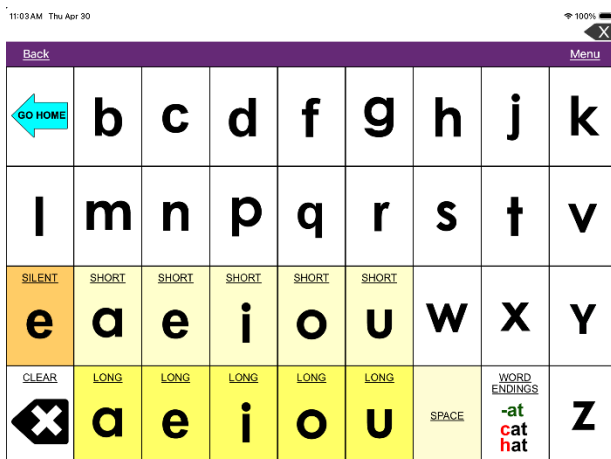 11:03 AM Thu Apr 30 100%
X
Back Menu
GO HOME b c d f g h j k
l m n p q r s t v
SILENT SHORT SHORT SHORT SHORT SHORT
e a e i o u w x Y
CLEAR LONG LONG LONG LONG LONG WORD
ENDINGS
X a e i o u SPACE -at z
cat
hat